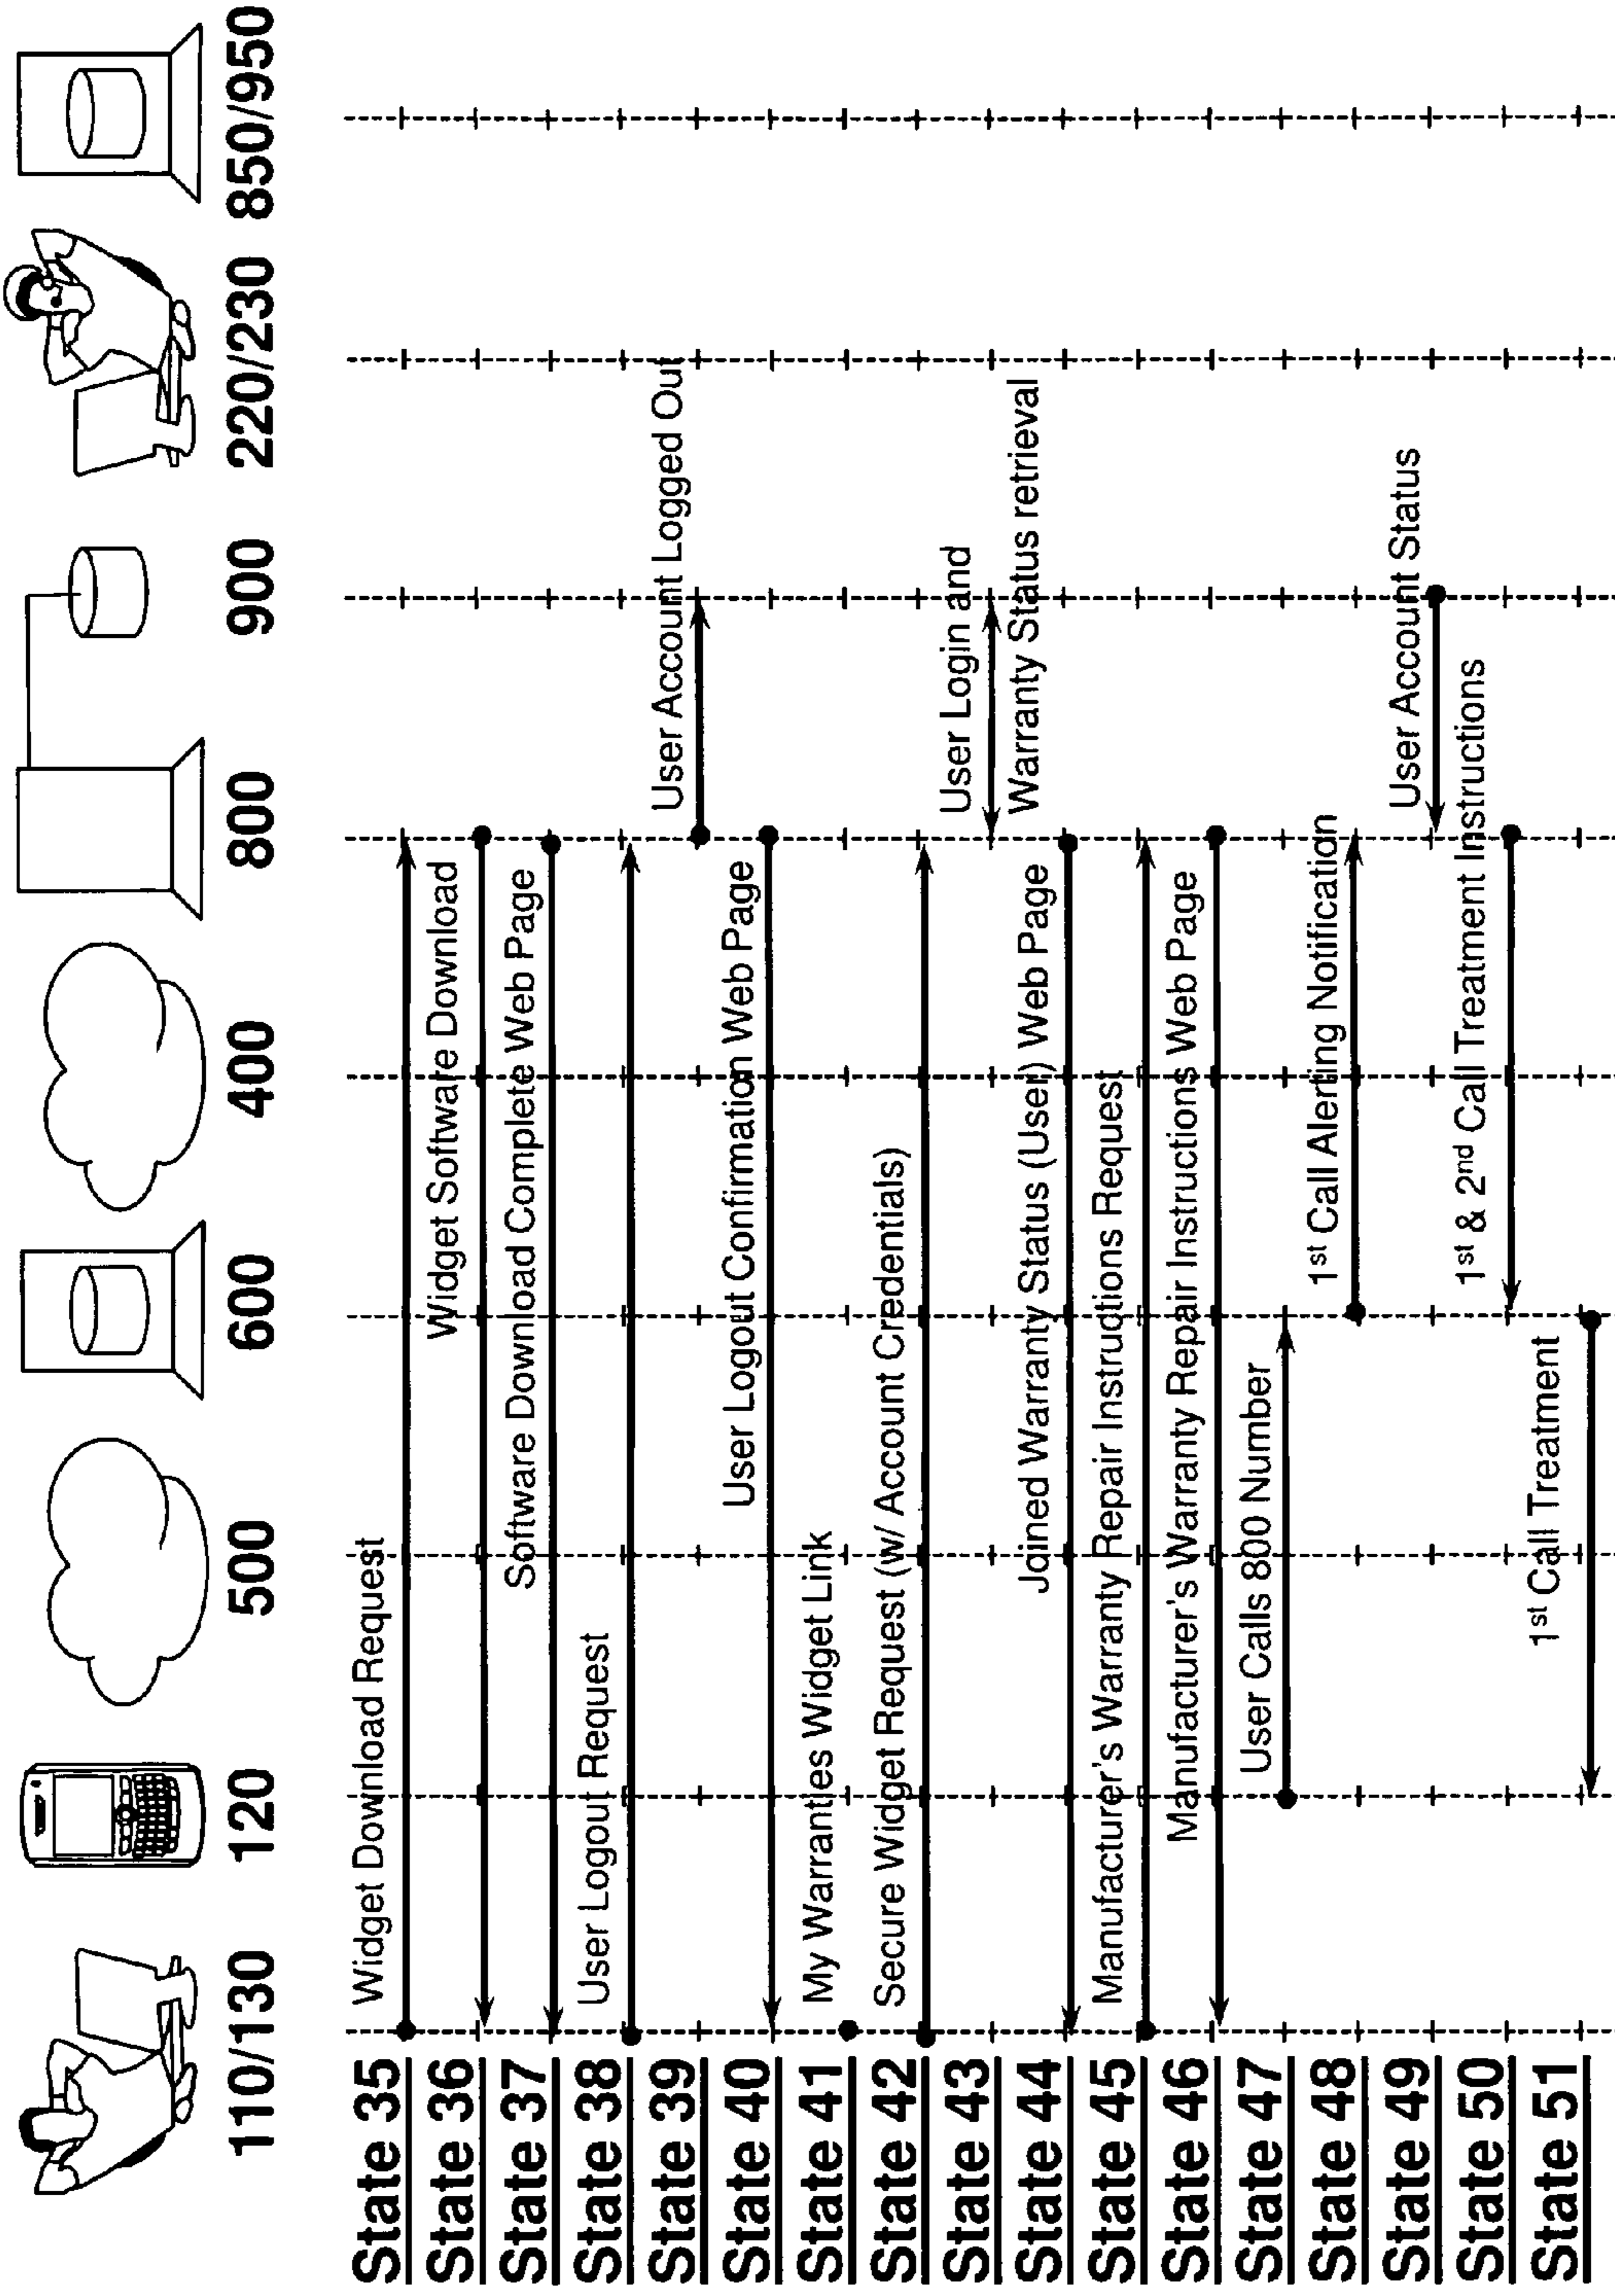 110/130
120
500
600
400
800
900
220/230
850/950
State 35
Widget Download Request
State 36
Widget Software Download
State 37
Software Download Complete Web Page
State 38
User Logout Request
State 39
User Account Logged Out
State 40
User Logout Confirmation Web Page
State 41
My Warranties Widget Link
State 42
Secure Widget Request (w/ Account Credentials)
State 43
User Login and
Warranty Status retrieval
State 44
Joined Warranty Status (User) Web Page
State 45
Manufacturer's Warranty Repair Instructions Request
State 46
Manufacturer's Warranty Repair Instructions Web Page
State 47
User Calls 800 Number
State 48
1st Call Alerting Notification
State 49
User Account Status
State 50
1st & 2nd Call Treatment Instructions
State 51
1st Call Treatment